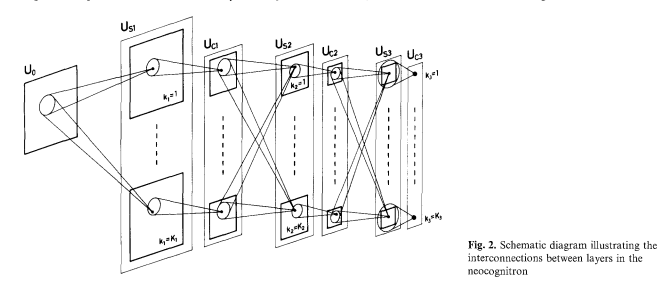 U0
US1
UC1
US2
UC2
US3
UC3
k1=1
k2=1
k3=1
k1=K1
k2=K2
k3=K3
Fig. 2. Schematic diagram illustrating the
interconnections between layers in the
neocognitron